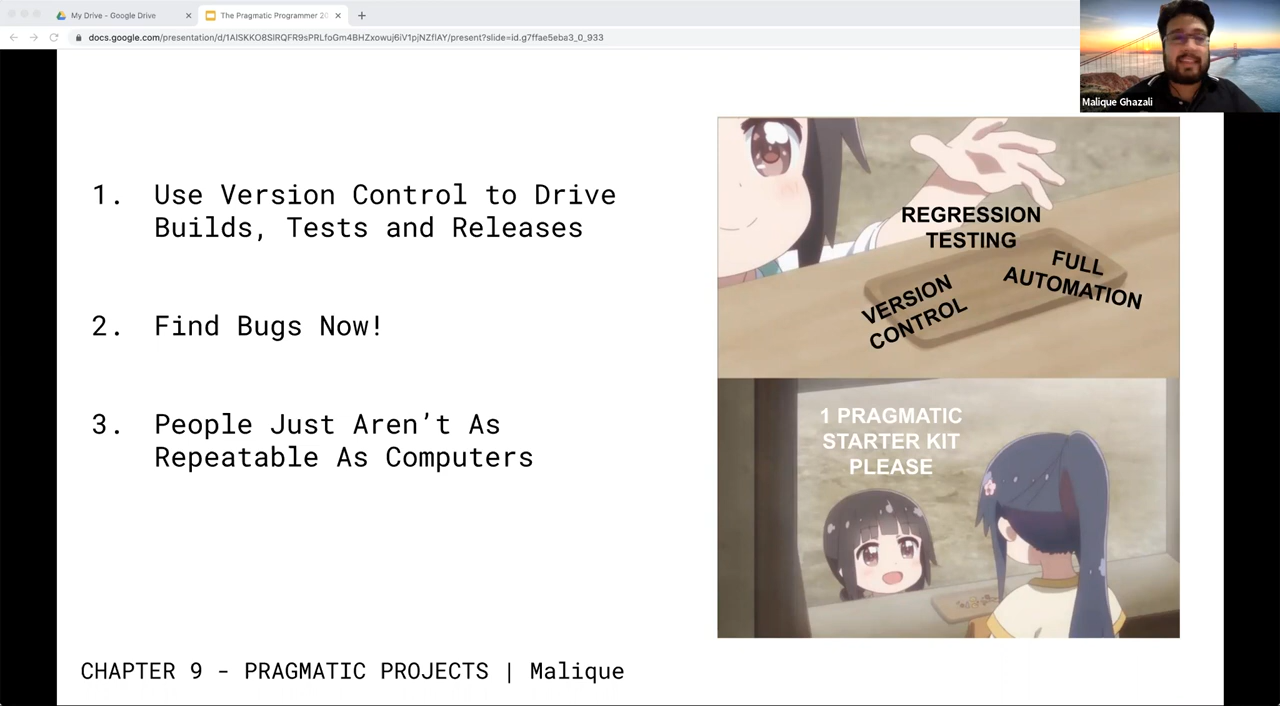 My Drive - Google Drive
The Pragmatic Programmer 20
docs.google.com/presentation/d/1AlSKKO8SlRQFR9sPRLfoGm4BHZxowuj6iV1pjNZflAY/present?slide=id.g7ffae5eba3_0_933
Malique Ghazali
1. Use Version Control to Drive
Builds, Tests and Releases
2. Find Bugs Now!
3. People Just Aren’t As
Repeatable As Computers
REGRESSION
TESTING
VERSION
CONTROL
FULL
AUTOMATION
1 PRAGMATIC
STARTER KIT
PLEASE
CHAPTER 9 - PRAGMATIC PROJECTS | Malique